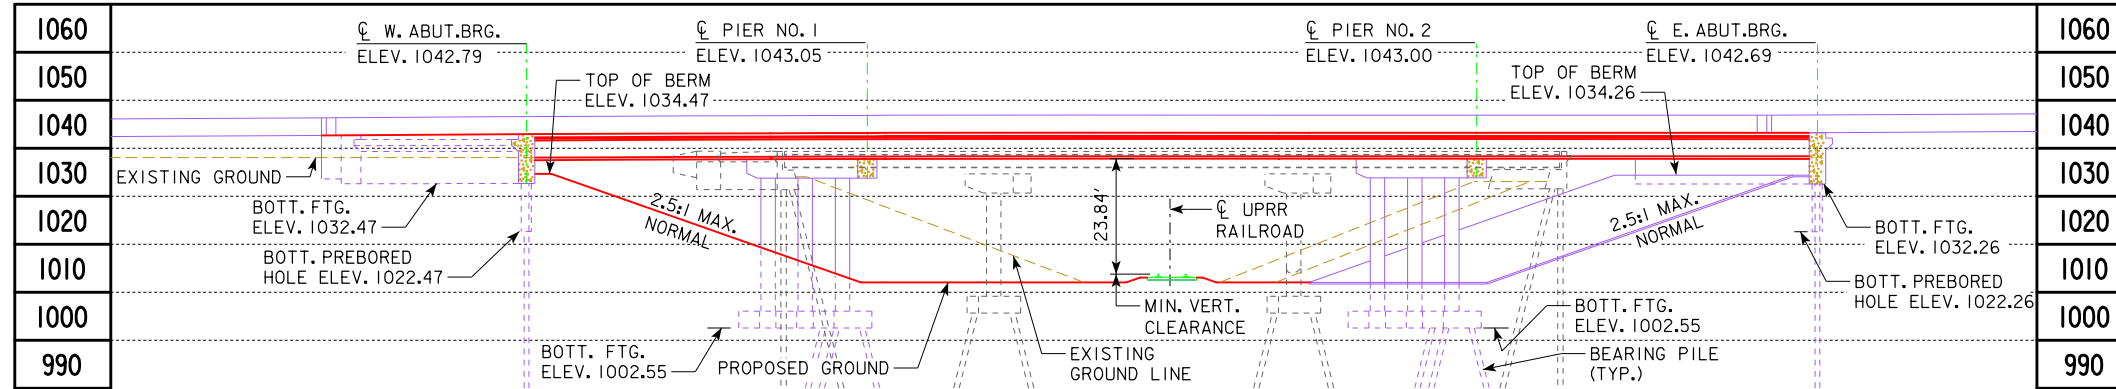 1060
1050
1040
1030
1020
1010
1000
990
℄ W. ABUT.BRG.
ELEV. 1042.79
℄ PIER NO. 1
ELEV. 1043.05
℄ PIER NO. 2
ELEV. 1043.00
℄ E. ABUT.BRG.
ELEV. 1042.69
TOP OF BERM
ELEV. 1034.47
TOP OF BERM
ELEV. 1034.26
EXISTING GROUND
BOTT. FTG.
ELEV. 1032.47
BOTT. PREBORED
HOLE ELEV. 1022.47
2.5:1 MAX.
NORMAL
23.84'
℄ UPRR
RAILROAD
2.5:1 MAX.
NORMAL
BOTT. FTG.
ELEV. 1032.26
BOTT. PREBORED
HOLE ELEV. 1022.26
MIN. VERT.
CLEARANCE
BOTT. FTG.
ELEV. 1002.55
BOTT. FTG.
ELEV. 1002.55
PROPOSED GROUND
EXISTING
GROUND LINE
BEARING PILE
(TYP.)
1060
1050
1040
1030
1020
1010
1000
990